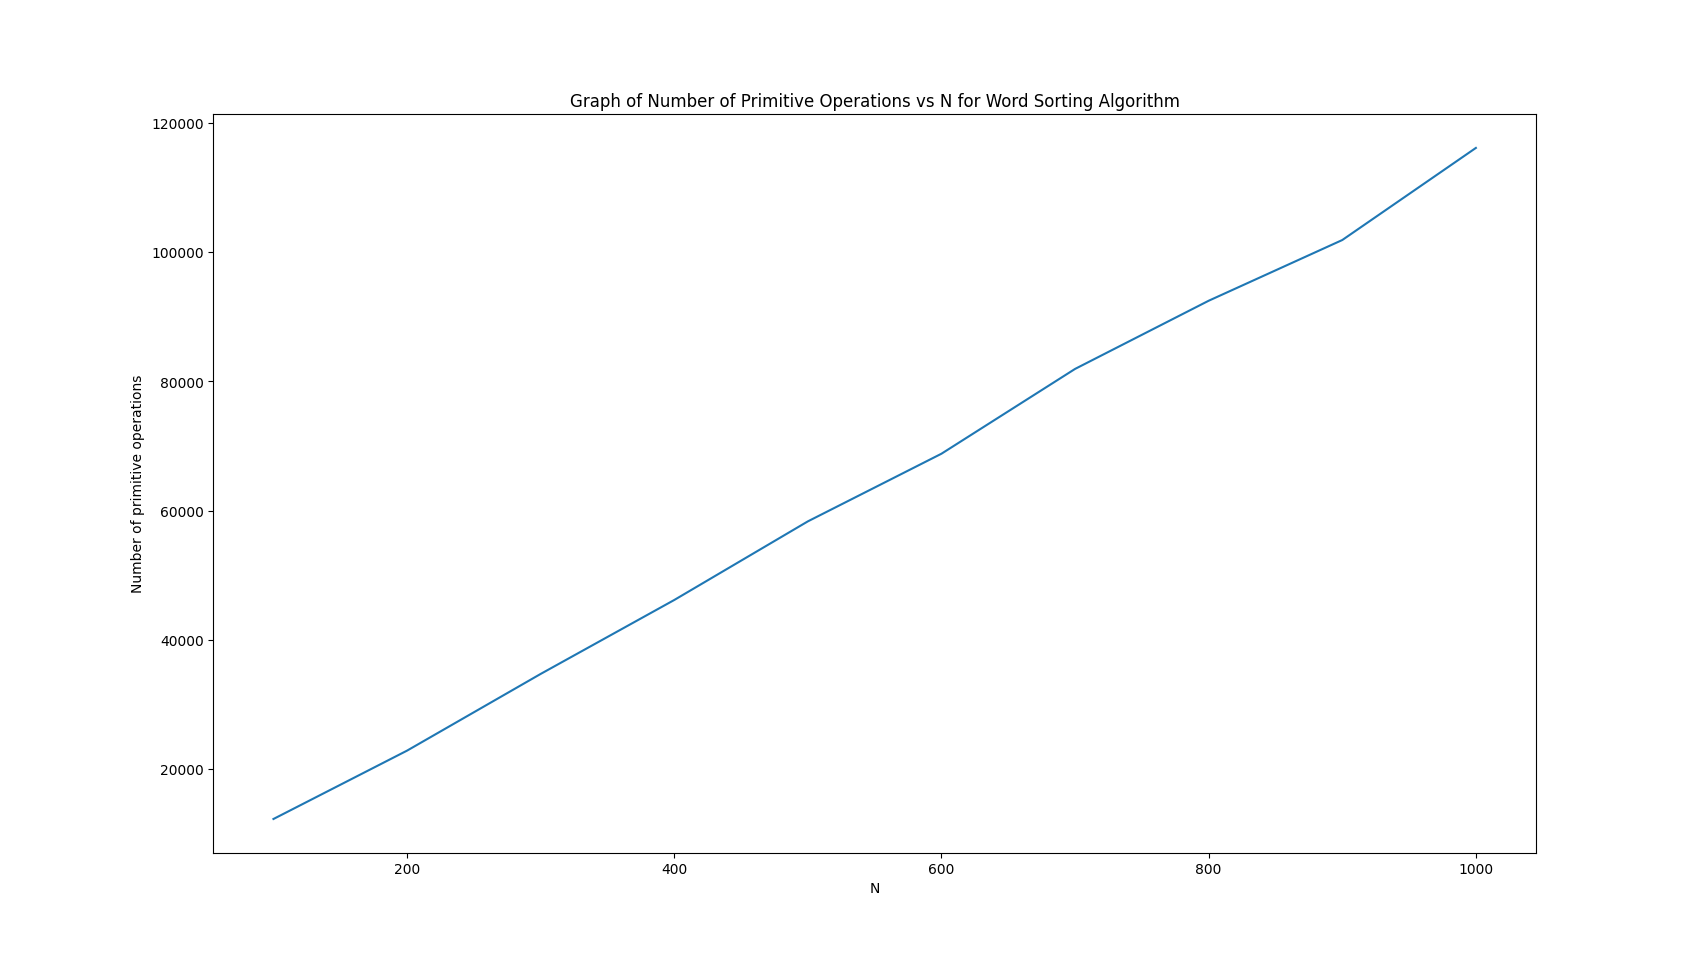 Graph of Number of Primitive Operations vs N for Word Sorting Algorithm
120000
100000
80000
60000
40000
20000
Number of primitive operations
200 400 600 800 1000
N